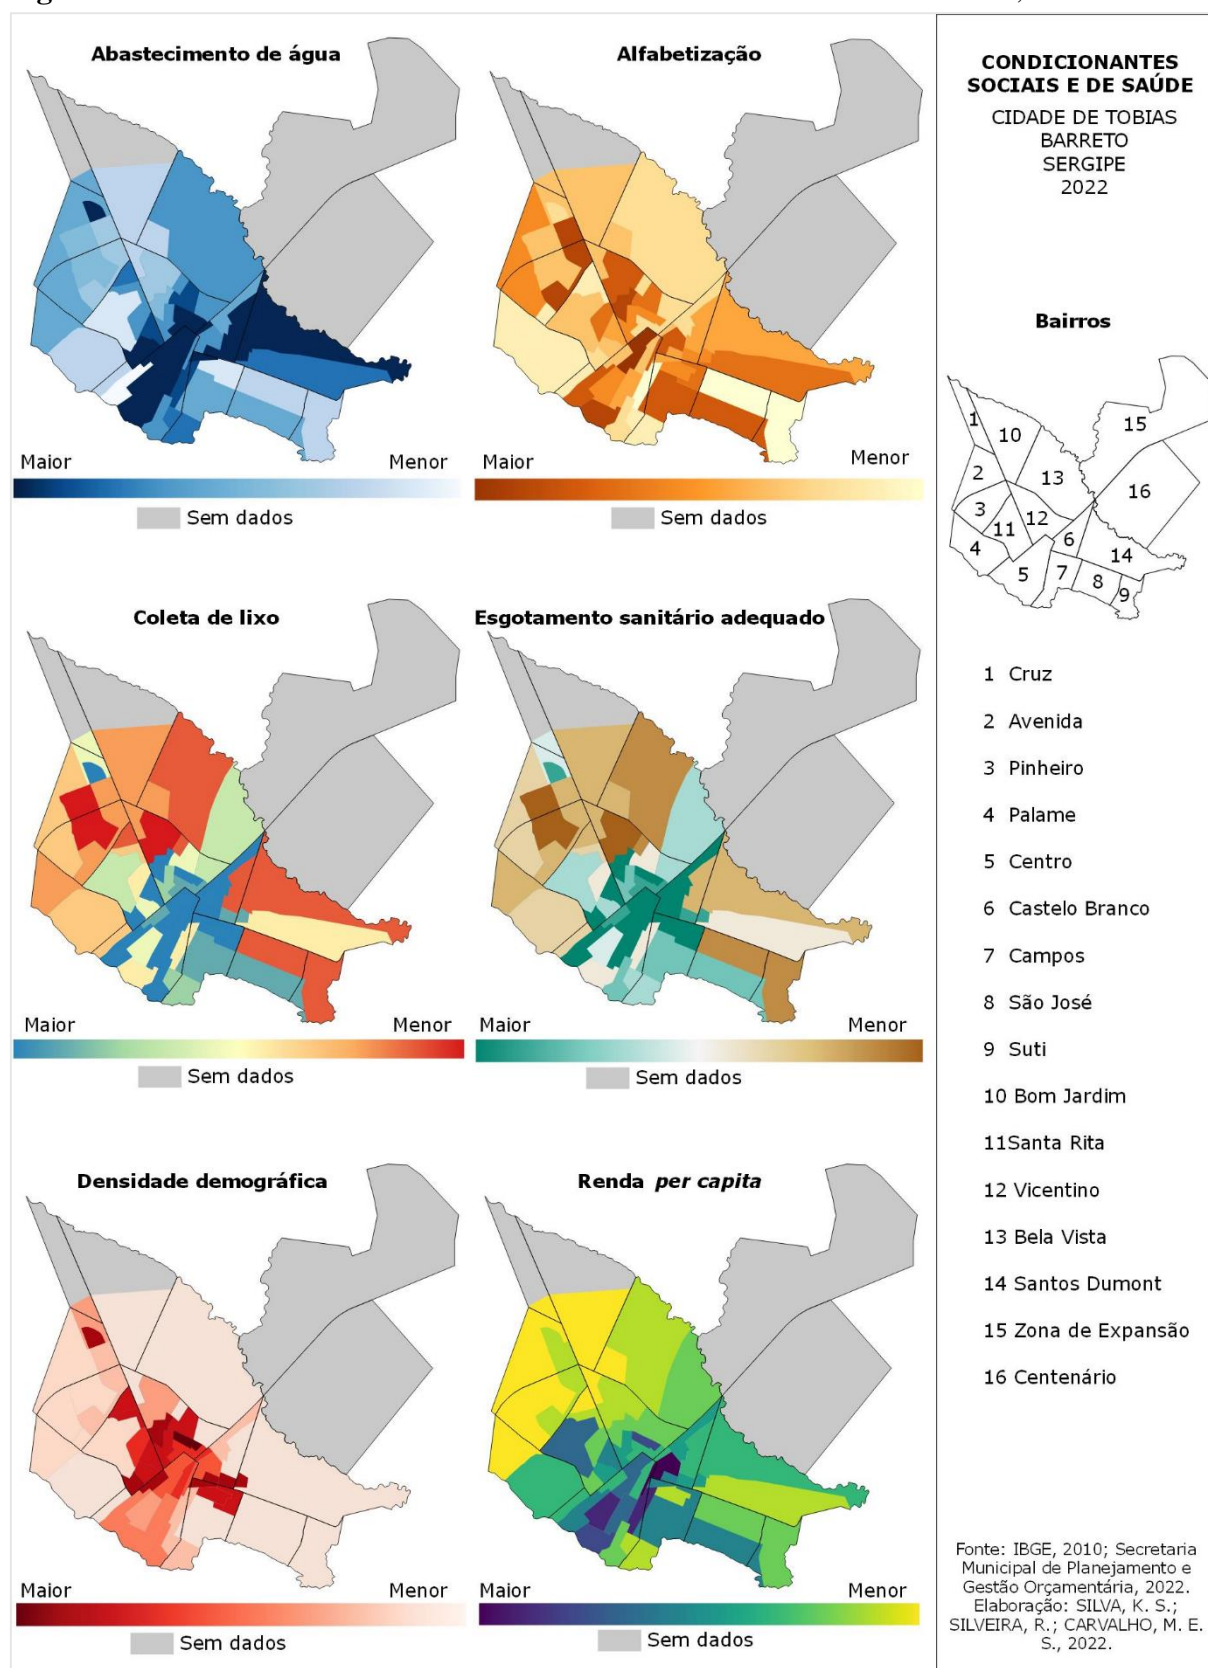 Abastecimento de água
Alfabetização
Maior
Menor
Sem dados
Maior
Menor
Sem dados
Coleta de lixo
Esgotamento sanitário adequado
Maior
Menor
Sem dados
Maior
Menor
Sem dados
Densidade demográfica
Renda per capita
Maior
Menor
Sem dados
Maior
Menor
Sem dados
CONDICIONANTES
SOCIAIS E DE SAÚDE
CIDADE DE TOBIAS
BARRETO
SERGIPE
2022
Bairros
1
10
15
2
13
16
3
12
11
6
4
14
5
7
8
9
1 Cruz
2 Avenida
3 Pinheiro
4 Palame
5 Centro
6 Castelo Branco
7 Campos
8 São José
9 Suti
10 Bom Jardim
11Santa Rita
12 Vicentino
13 Bela Vista
14 Santos Dumont
15 Zona de Expansão
16 Centenário
Fonte: IBGE, 2010; Secretaria
Municipal de Planejamento e
Gestão Orçamentária, 2022.
Elaboração: SILVA, K. S.;
SILVEIRA, R.; CARVALHO, M. E.
S., 2022.